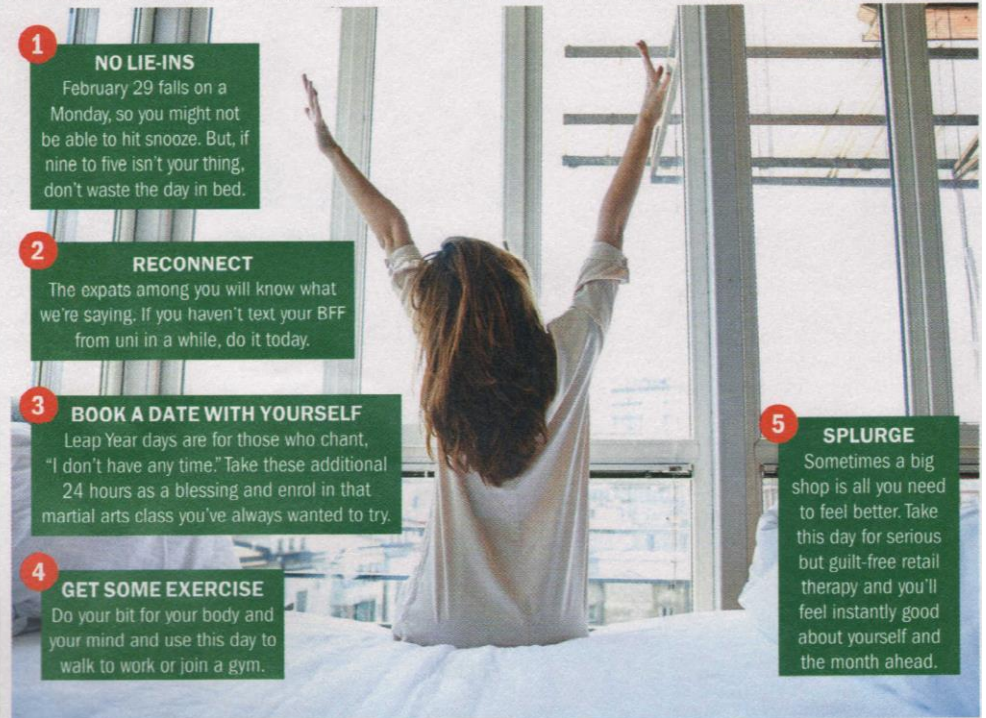 1
NO LIE-INS
February 29 falls on a
Monday, so you might not
be able to hit snooze. But, if
nine to five isn't your thing,
don't waste the day in bed.
2
RECONNECT
The expats among you will know what
we're saying. If you haven't text your BFF
from uni in a while, do it today.
3
BOOK A DATE WITH YOURSELF
Leap Year days are for those who chant,
"I don't have any time." Take these additional
24 hours as a blessing and enrol in that
martial arts class you've always wanted to try.
4
GET SOME EXERCISE
Do your bit for your body and
your mind and use this day to
walk to work or join a gym.
5
SPLURGE
Sometimes a big
shop is all you need
to feel better. Take
this day for serious
but guilt-free retail
therapy and you'll
feel instantly good
about yourself and
the month ahead.